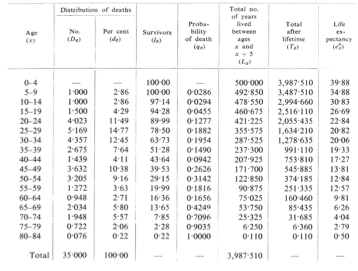 Distribution of deaths
Age (x) | No. (Dx) | Per cent (dx) | Survivors (lx) | Proba- bility of death (qx) | Total no. of years lived between ages x and x + 5 (Lx) | Total after lifetime (Tx) | Life ex- pectancy (e°x)
0–4 — — 100·00 — 500·000 3,987·510 39·88
5–9 1·000 2·86 100·00 0·0286 492·850 3,487·510 34·88
10–14 1·000 2·86 97·14 0·0294 478·550 2,994·660 30·83
15–19 1·500 4·29 94·28 0·0455 460·675 2,516·110 26·69
20–24 4·023 11·49 89·99 0·1277 421·225 2,055·435 22·84
25–29 5·169 14·77 78·50 0·1882 355·575 1,634·210 20·82
30–34 4·357 12·45 63·73 0·1954 287·525 1,278·635 20·06
35–39 2·675 7·64 51·28 0·1490 237·300 991·110 19·33
40–44 1·439 4·11 43·64 0·0942 207·925 753·810 17·27
45–49 3·632 10·38 39·53 0·2626 171·700 545·885 13·81
50–54 3·205 9·16 29·15 0·3142 122·850 374·185 12·84
55–59 1·272 3·63 19·99 0·1816 90·875 251·335 12·57
60–64 0·948 2·71 16·36 0·1656 75·025 160·460 9·81
65–69 2·034 5·80 13·65 0·4249 53·750 85·435 6·26
70–74 1·948 5·57 7·85 0·7096 25·325 31·685 4·04
75–79 0·722 2·06 2·28 0·9035 6·250 6·360 2·79
80–84 0·076 0·22 0·22 1·0000 0·110 0·110 0·50
Total 35·000 100·00 — — 3,987·510 — —